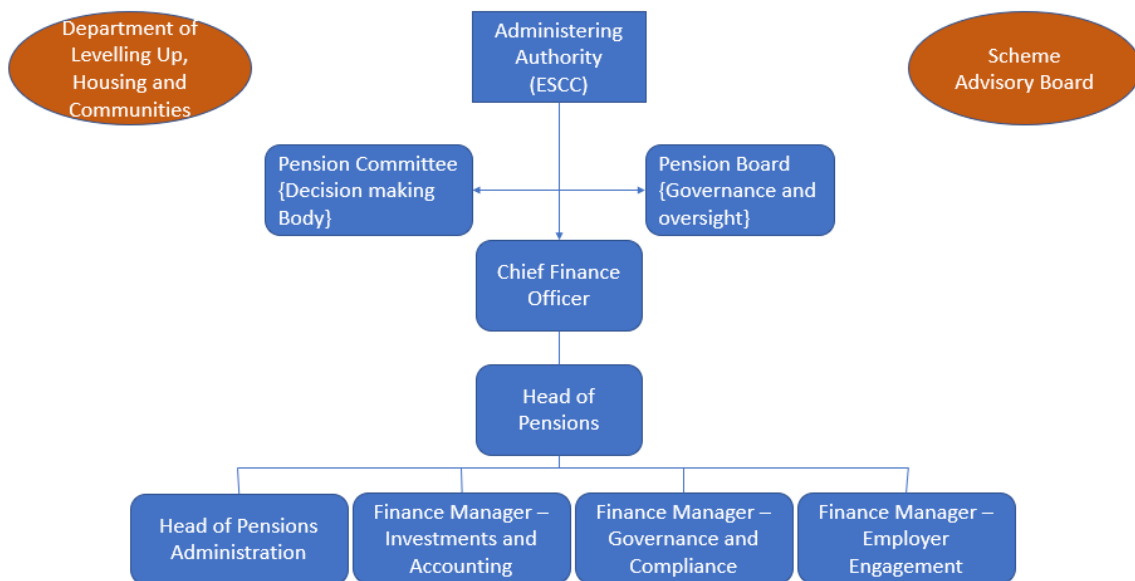 Department of
Levelling Up,
Housing and
Communities
Administering
Authority
(ESCC)
Scheme
Advisory Board
Pension Committee
{Decision making
Body}
Pension Board
{Governance and
oversight}
Chief Finance
Officer
Head of
Pensions
Head of Pensions
Administration
Finance Manager –
Investments and
Accounting
Finance Manager –
Governance and
Compliance
Finance Manager –
Employer
Engagement